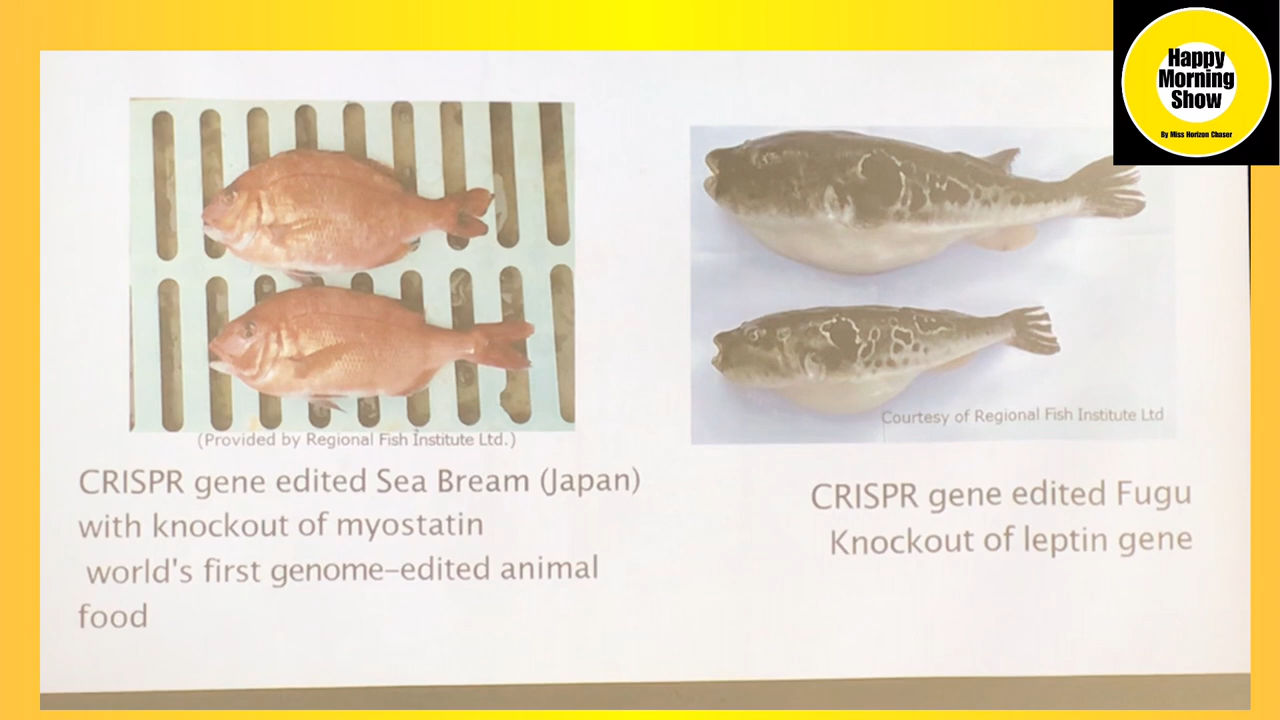 Happy
Morning
Show
By Miss Horizon Chaser
(Provided by Regional Fish Institute Ltd.)
CRISPR gene edited Sea Bream (Japan)
with knockout of myostatin
world's first genome-edited animal
food
Courtesy of Regional Fish Institute Ltd
CRISPR gene edited Fugu
Knockout of leptin gene